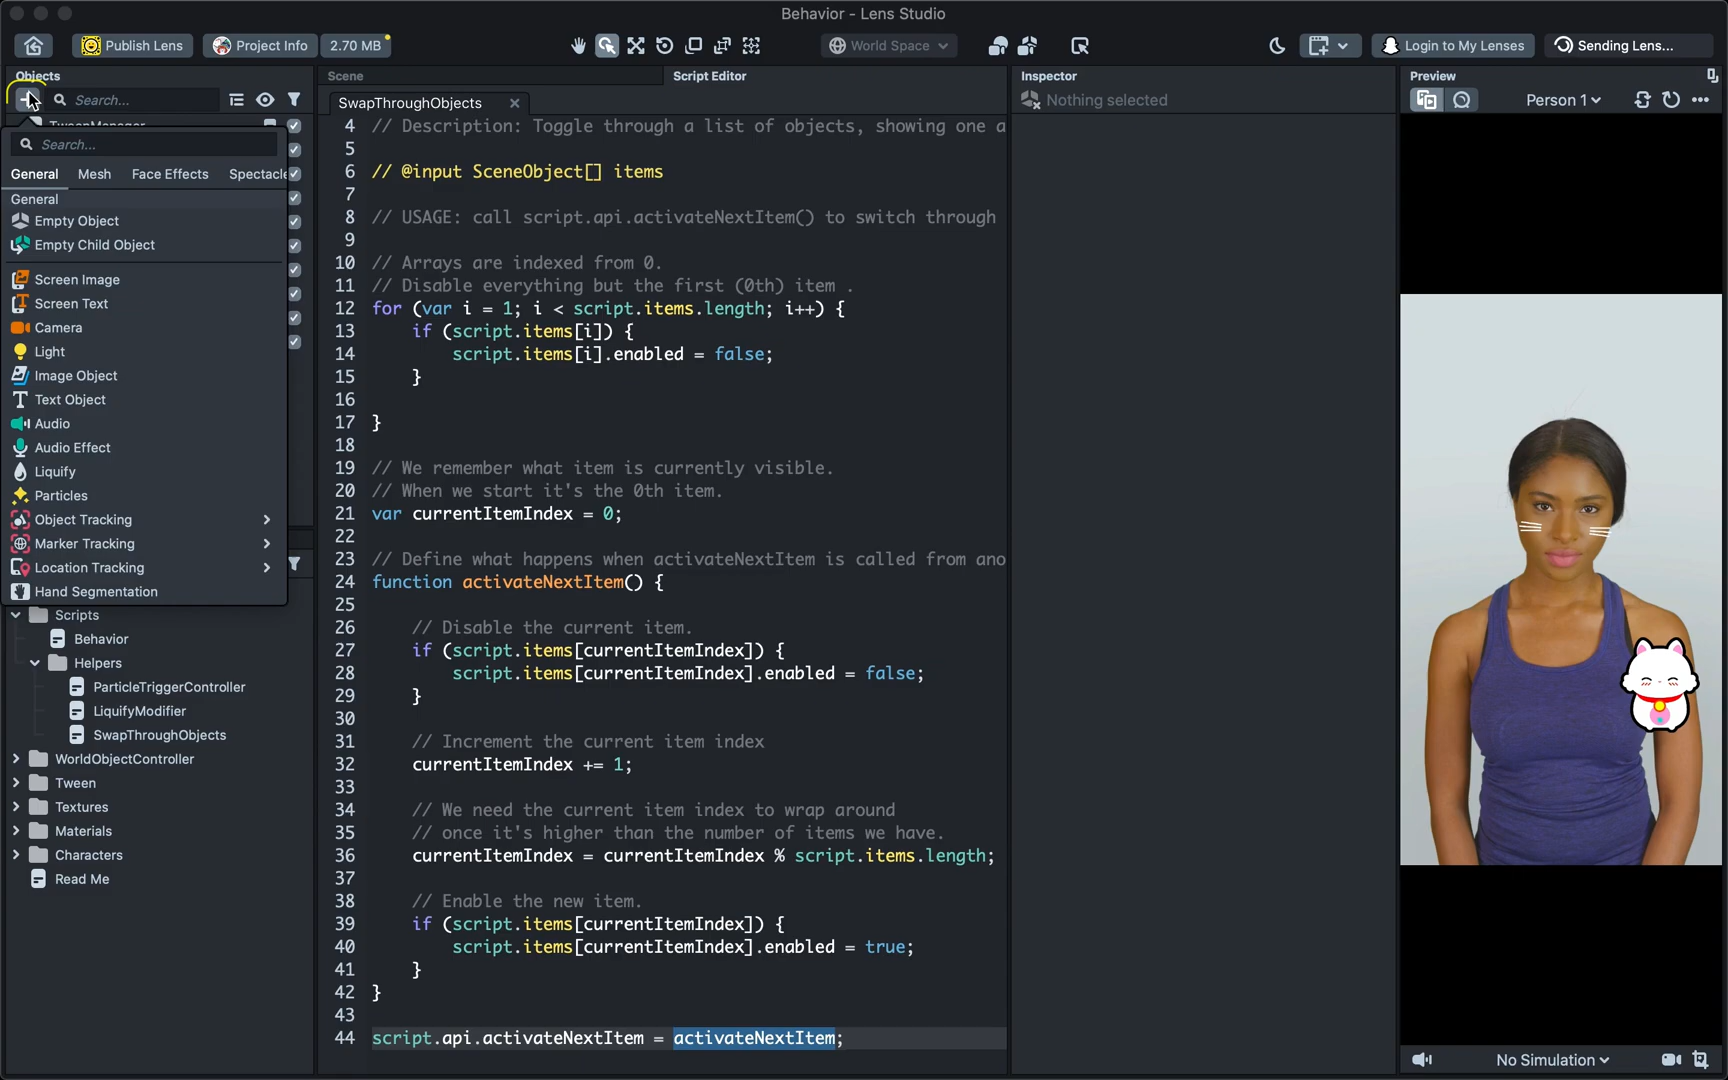 Behavior - Lens Studio
Publish Lens
Project Info
2.70 MB
World Space
Login to My Lenses
Sending Lens...
Objects
Search...
TweenManager
Search...
General Mesh Face Effects Spectacle
General
Empty Object
Empty Child Object
Screen Image
Screen Text
Camera
Light
Image Object
Text Object
Audio
Audio Effect
Liquify
Particles
Object Tracking
Marker Tracking
Location Tracking
Hand Segmentation
Scripts
Behavior
Helpers
ParticleTriggerController
LiquifyModifier
SwapThroughObjects
WorldObjectController
Tween
Textures
Materials
Characters
Read Me
Scene
Script Editor
SwapThroughObjects
4 // Description: Toggle through a list of objects, showing one a
5
6 // @input SceneObject[] items
7
8 // USAGE: call script.api.activateNextItem() to switch through
9
10 // Arrays are indexed from 0.
11 // Disable everything but the first (0th) item .
12 for (var i = 1; i < script.items.length; i++) {
13 if (script.items[i]) {
14 script.items[i].enabled = false;
15 }
16
17 }
18
19 // We remember what item is currently visible.
20 // When we start it's the 0th item.
21 var currentItemIndex = 0;
22
23 // Define what happens when activateNextItem is called from ano
24 function activateNextItem() {
25
26 // Disable the current item.
27 if (script.items[currentItemIndex]) {
28 script.items[currentItemIndex].enabled = false;
29 }
30
31 // Increment the current item index
32 currentItemIndex += 1;
33
34 // We need the current item index to wrap around
35 // once it's higher than the number of items we have.
36 currentItemIndex = currentItemIndex % script.items.length;
37
38 // Enable the new item.
39 if (script.items[currentItemIndex]) {
40 script.items[currentItemIndex].enabled = true;
41 }
42 }
43
44 script.api.activateNextItem = activateNextItem;
Inspector
Nothing selected
Preview
Person 1
No Simulation